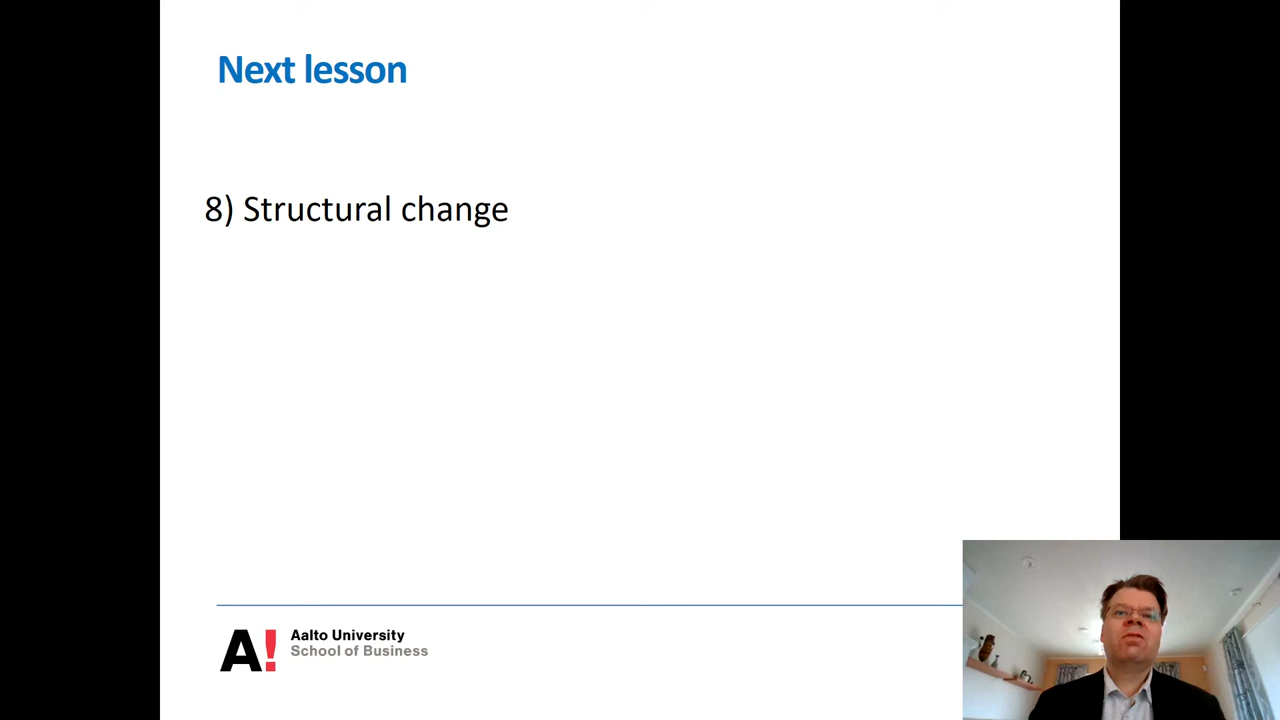 Next lesson
8) Structural change
A!
Aalto University
School of Business